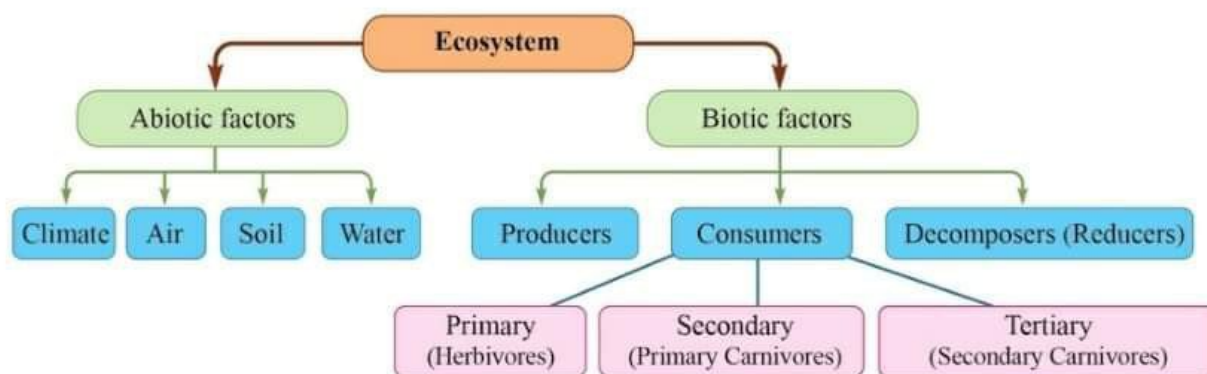 Ecosystem
Abiotic factors
Biotic factors
Climate
Air
Soil
Water
Producers
Consumers
Decomposers (Reducers)
Primary
(Herbivores)
Secondary
(Primary Carnivores)
Tertiary
(Secondary Carnivores)